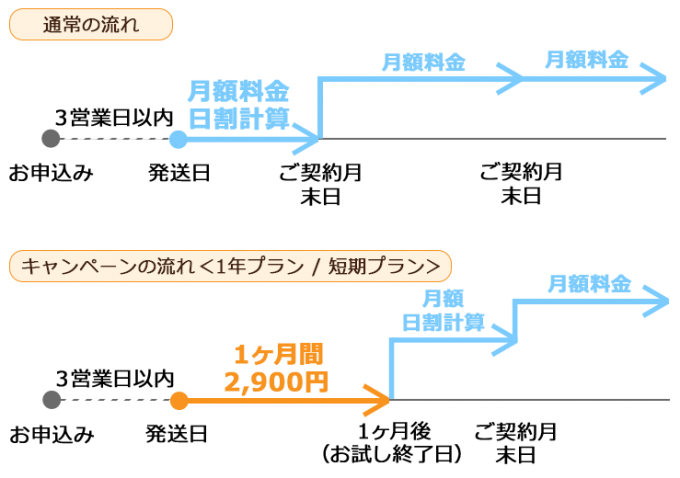 通常の流れ
月額料金
月額料金
月額料金
日割計算
3営業日以内
お申込み
発送日
ご契約月
末日
ご契約月
末日
キャンペーンの流れ<1年プラン / 短期プラン>
月額料金
月額
日割計算
1ヶ月間
2,900円
3営業日以内
お申込み
発送日
1ヶ月後
(お試し終了日)
ご契約月
末日